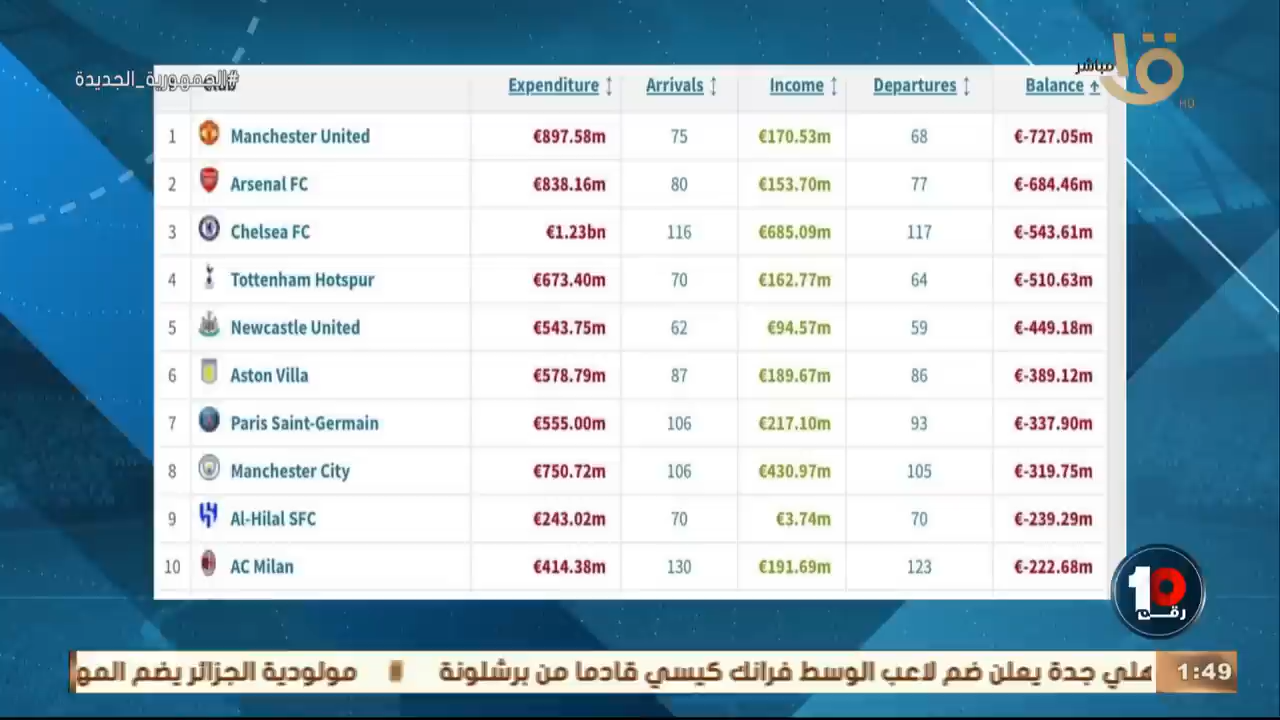 #الجمهورية_الجديدة
مباشر
HD
Club Expenditure Arrivals Income Departures Balance
1 Manchester United €897.58m 75 €170.53m 68 €-727.05m
2 Arsenal FC €838.16m 80 €153.70m 77 €-684.46m
3 Chelsea FC €1.23bn 116 €685.09m 117 €-543.61m
4 Tottenham Hotspur €673.40m 70 €162.77m 64 €-510.63m
5 Newcastle United €543.75m 62 €94.57m 59 €-449.18m
6 Aston Villa €578.79m 87 €189.67m 86 €-389.12m
7 Paris Saint-Germain €555.00m 106 €217.10m 93 €-337.90m
8 Manchester City €750.72m 106 €430.97m 105 €-319.75m
9 Al-Hilal SFC €243.02m 70 €3.74m 70 €-239.29m
10 AC Milan €414.38m 130 €191.69m 123 €-222.68m
رقم 10
هلي جدة يعلن ضم لاعب الوسط فرانك كيسي قادما من برشلونة مولودية الجزائر يضم المو
1:49